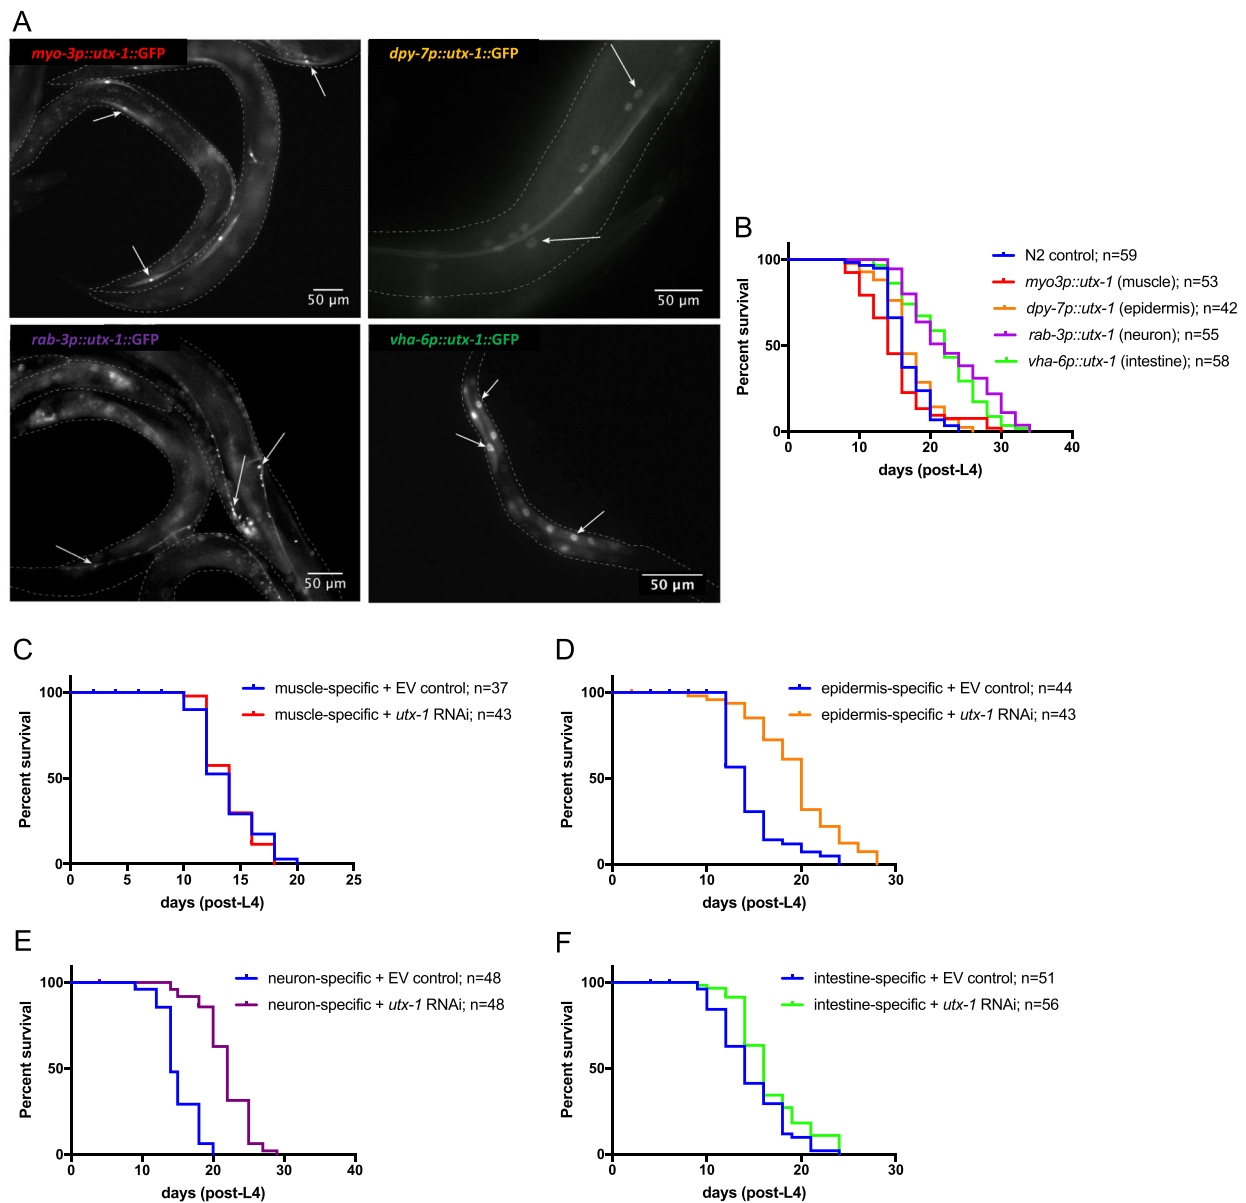 A
myo-3p::utx-1::GFP
dpy-7p::utx-1::GFP
50 µm
50 µm
rab-3p::utx-1::GFP
vha-6p::utx-1::GFP
50 µm
50 µm
B
Percent survival
100
50
0
0 10 20 30 40
days (post-L4)
N2 control; n=59
myo3p::utx-1 (muscle); n=53
dpy-7p::utx-1 (epidermis); n=42
rab-3p::utx-1 (neuron); n=55
vha-6p::utx-1 (intestine); n=58
C
Percent survival
100
50
0
0 5 10 15 20 25
days (post-L4)
muscle-specific + EV control; n=37
muscle-specific + utx-1 RNAi; n=43
D
Percent survival
100
50
0
0 10 20 30
days (post-L4)
epidermis-specific + EV control; n=44
epidermis-specific + utx-1 RNAi; n=43
E
Percent survival
100
50
0
0 10 20 30 40
days (post-L4)
neuron-specific + EV control; n=48
neuron-specific + utx-1 RNAi; n=48
F
Percent survival
100
50
0
0 10 20 30
days (post-L4)
intestine-specific + EV control; n=51
intestine-specific + utx-1 RNAi; n=56